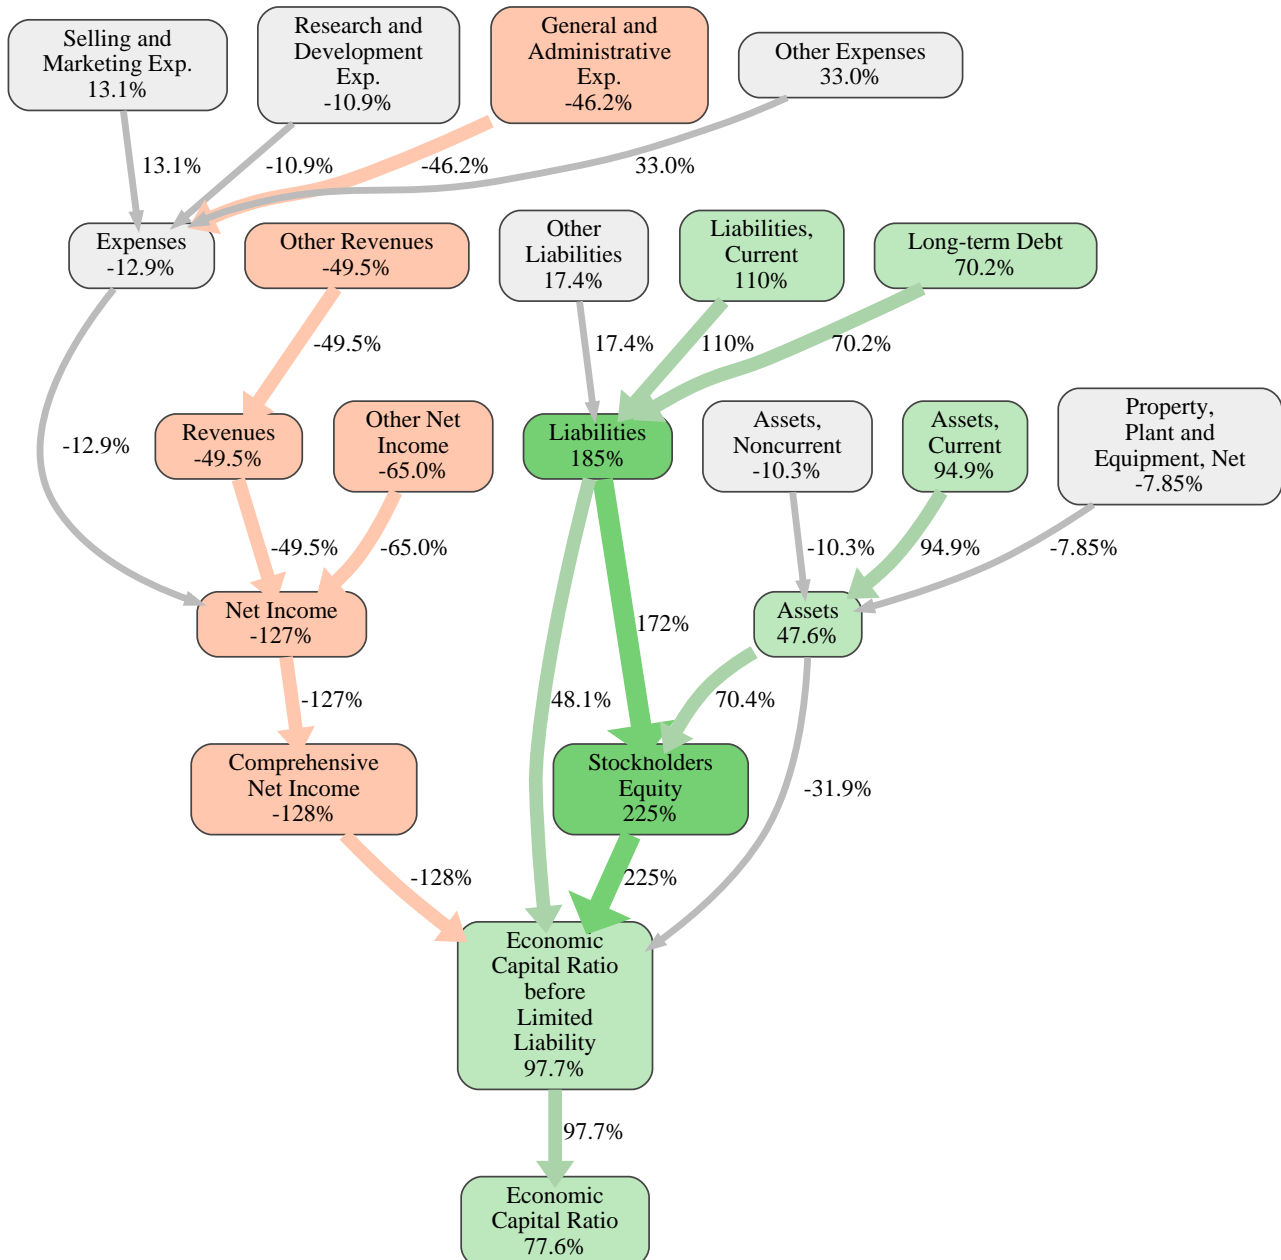 Selling and
Marketing Exp.
13.1%
Research and
Development
Exp.
-10.9%
General and
Administrative
Exp.
-46.2%
Other Expenses
33.0%
13.1%
-10.9%
-46.2%
33.0%
Expenses
-12.9%
Other Revenues
-49.5%
Other
Liabilities
17.4%
Liabilities,
Current
110%
Long-term Debt
70.2%
-49.5%
17.4%
110%
70.2%
-12.9%
Revenues
-49.5%
Other Net
Income
-65.0%
Liabilities
185%
Assets,
Noncurrent
-10.3%
Assets,
Current
94.9%
Property,
Plant and
Equipment, Net
-7.85%
-49.5%
-65.0%
-10.3%
94.9%
-7.85%
Net Income
-127%
172%
Assets
47.6%
-127%
48.1%
70.4%
Comprehensive
Net Income
-128%
Stockholders
Equity
225%
-31.9%
-128%
225%
Economic
Capital Ratio
before
Limited
Liability
97.7%
97.7%
Economic
Capital Ratio
77.6%